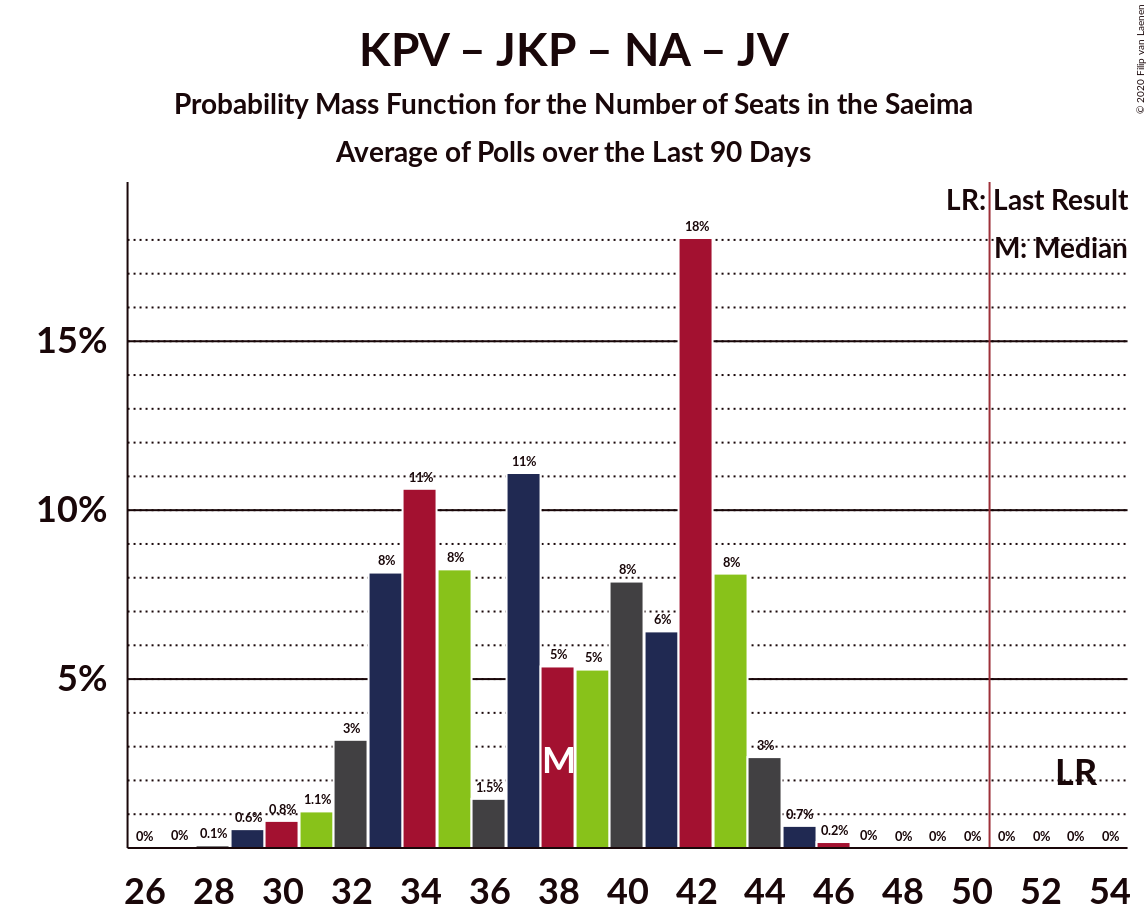 KPV – JKP – NA – JV
Probability Mass Function for the Number of Seats in the Saeima
Average of Polls over the Last 90 Days
© 2020 Filip van Laenen
LR: Last Result
M: Median
15%
10%
5%
0% 0% 0.1% 0.6% 0.8% 1.1% 3% 8% 11% 8% 1.5% 11% 5% 5% 8% 6% 18% 8% 3% 0.7% 0.2% 0% 0% 0% 0% 0% 0% 0% 0%
M
LR
26 28 30 32 34 36 38 40 42 44 46 48 50 52 54